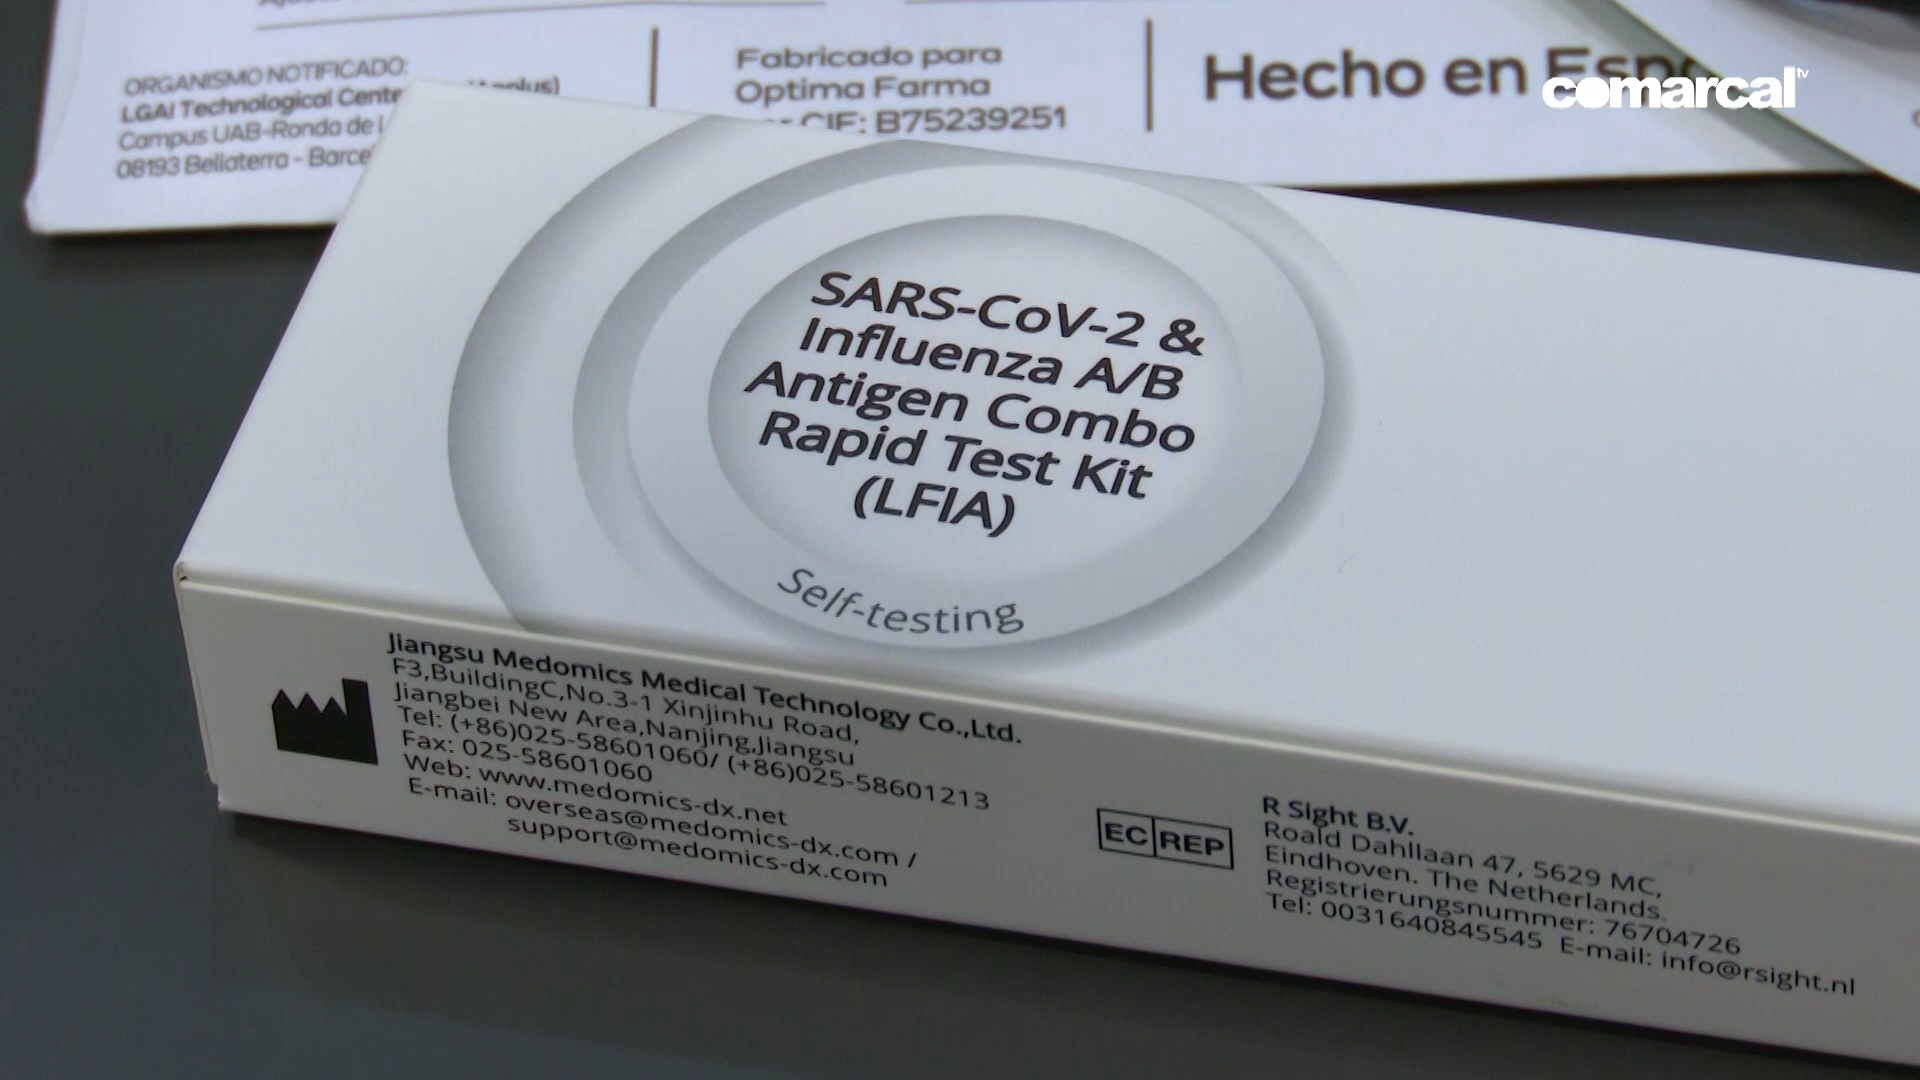 ORGANISMO NOTIFICADO:
LGAI Technological
Campus UAB-Ronda de
08193 Bellaterra -
Fabricado para
Optima Farma
CIF: B75239251
Hecho en
comarcal tv
SARS-CoV-2 &
Influenza A/B
Antigen Combo
Rapid Test Kit
(LFIA)
Self-testing
Jiangsu Medomics Medical Technology Co.,Ltd.
F3,BuildingC,No.3-1 Xinjinhu Road,
Jiangbei New Area,Nanjing,Jiangsu
Tel: (+86)025-58601060/ (+86)025-58601213
Fax: 025-58601060
Web: www.medomics-dx.net
E-mail: overseas@medomics-dx.com /
support@medomics-dx.com
EC REP
R Sight B.V.
Roald Dahllaan 47, 5629 MC,
Eindhoven. The Netherlands.
Registrierungsnummer: 76704726
Tel: 0031640845545 E-mail: info@rsight.nl